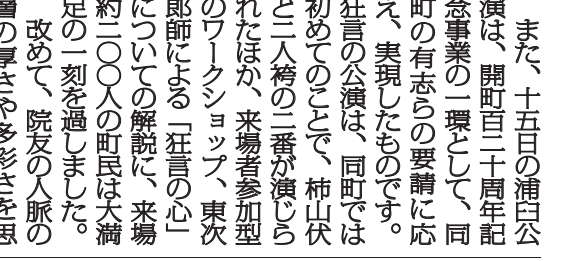 また、十五日の浦臼公
演は、開町百二十周年記
念事業の一環として、同
町の有志らの要請に応
え、実現したものです。
狂言の公演は、同町では
初めてのことで、柿山伏
と二人袴の二番が演じら
れたほか、来場者参加型
のワークショップ、東次
郎師による「狂言の心」
についての解説に、来場
約二〇〇人の町民は大満
足の一刻を過しました。
改めて、院友の人脈の
層の厚さや多彩さを思